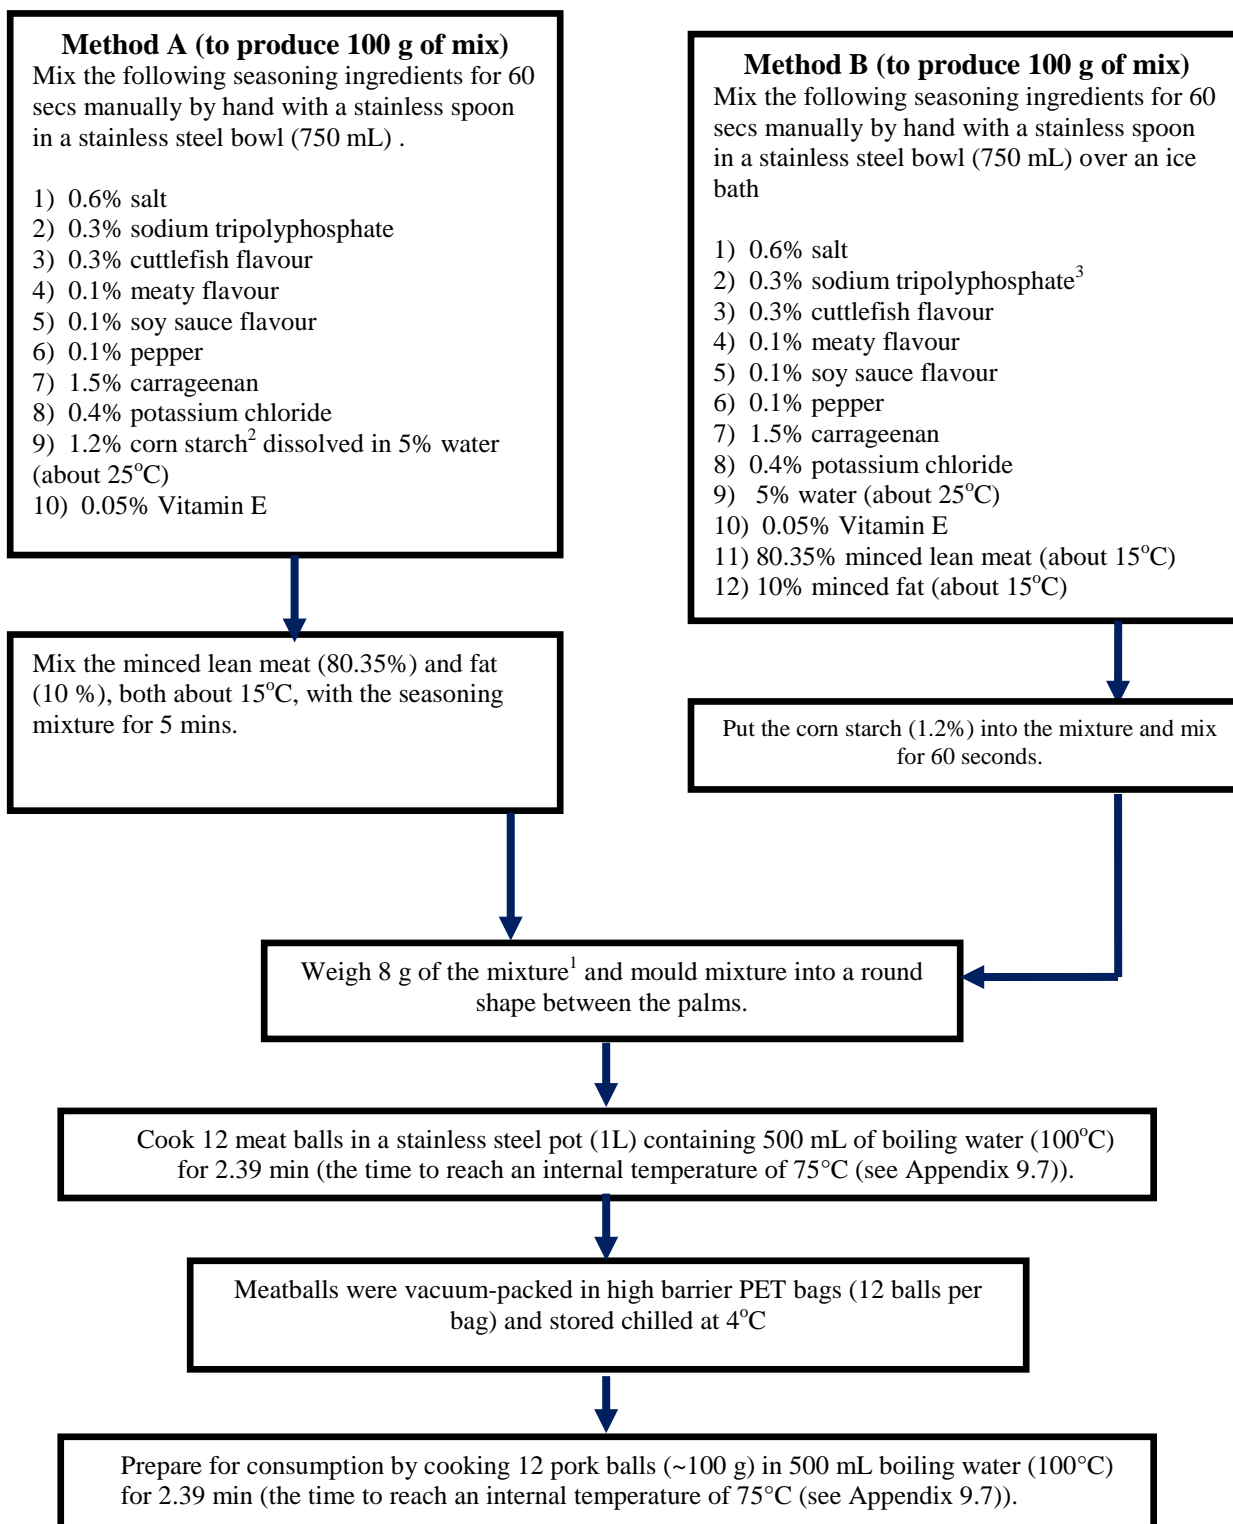 Method A (to produce 100 g of mix)
Mix the following seasoning ingredients for 60
secs manually by hand with a stainless spoon
in a stainless steel bowl (750 mL) .
1) 0.6% salt
2) 0.3% sodium tripolyphosphate
3) 0.3% cuttlefish flavour
4) 0.1% meaty flavour
5) 0.1% soy sauce flavour
6) 0.1% pepper
7) 1.5% carrageenan
8) 0.4% potassium chloride
9) 1.2% corn starch² dissolved in 5% water
(about 25°C)
10) 0.05% Vitamin E
Method B (to produce 100 g of mix)
Mix the following seasoning ingredients for 60
secs manually by hand with a stainless spoon
in a stainless steel bowl (750 mL) over an ice
bath
1) 0.6% salt
2) 0.3% sodium tripolyphosphate³
3) 0.3% cuttlefish flavour
4) 0.1% meaty flavour
5) 0.1% soy sauce flavour
6) 0.1% pepper
7) 1.5% carrageenan
8) 0.4% potassium chloride
9) 5% water (about 25°C)
10) 0.05% Vitamin E
11) 80.35% minced lean meat (about 15°C)
12) 10% minced fat (about 15°C)
Mix the minced lean meat (80.35%) and fat
(10 %), both about 15°C, with the seasoning
mixture for 5 mins.
Put the corn starch (1.2%) into the mixture and mix
for 60 seconds.
Weigh 8 g of the mixture¹ and mould mixture into a round
shape between the palms.
Cook 12 meat balls in a stainless steel pot (1L) containing 500 mL of boiling water (100°C)
for 2.39 min (the time to reach an internal temperature of 75°C (see Appendix 9.7)).
Meatballs were vacuum-packed in high barrier PET bags (12 balls per
bag) and stored chilled at 4°C
Prepare for consumption by cooking 12 pork balls (~100 g) in 500 mL boiling water (100°C)
for 2.39 min (the time to reach an internal temperature of 75°C (see Appendix 9.7)).